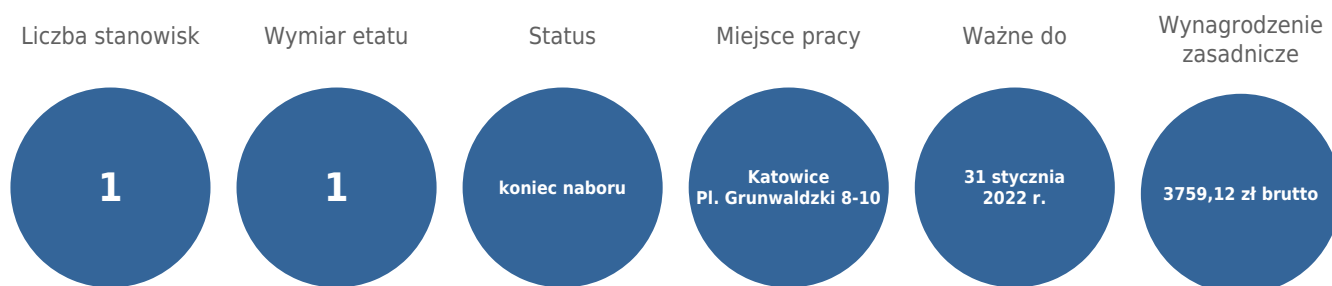 Liczba stanowisk
1
Wymiar etatu
1
Status
koniec naboru
Miejsce pracy
Katowice
Pl. Grunwaldzki 8-10
Ważne do
31 stycznia
2022 r.
Wynagrodzenie
zasadnicze
3759,12 zł brutto